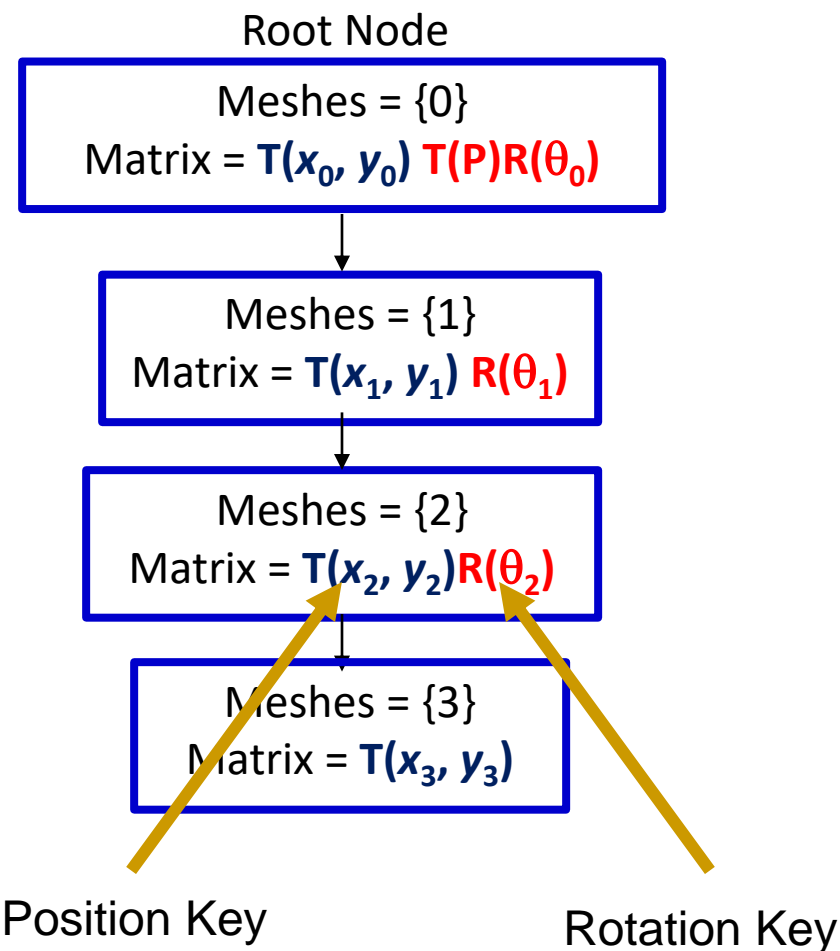 Root Node
Meshes = {0}
Matrix = T(x₀, y₀) T(P)R(θ₀)
Meshes = {1}
Matrix = T(x₁, y₁) R(θ₁)
Meshes = {2}
Matrix = T(x₂, y₂)R(θ₂)
Meshes = {3}
Matrix = T(x₃, y₃)
Position Key
Rotation Key